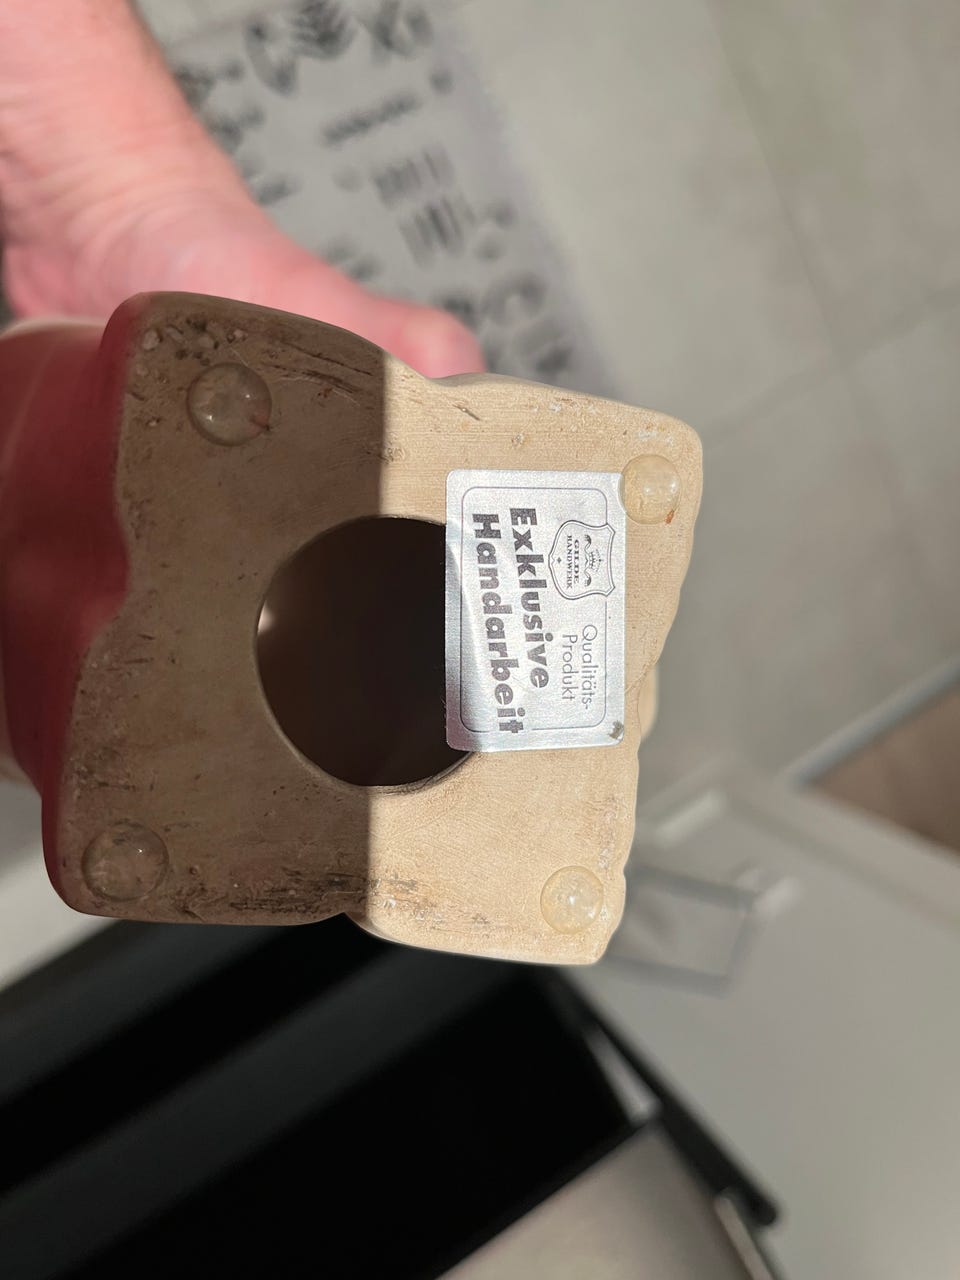 GILDE
HANDWERK
Qualitäts-
Produkt
Exklusive
Handarbeit